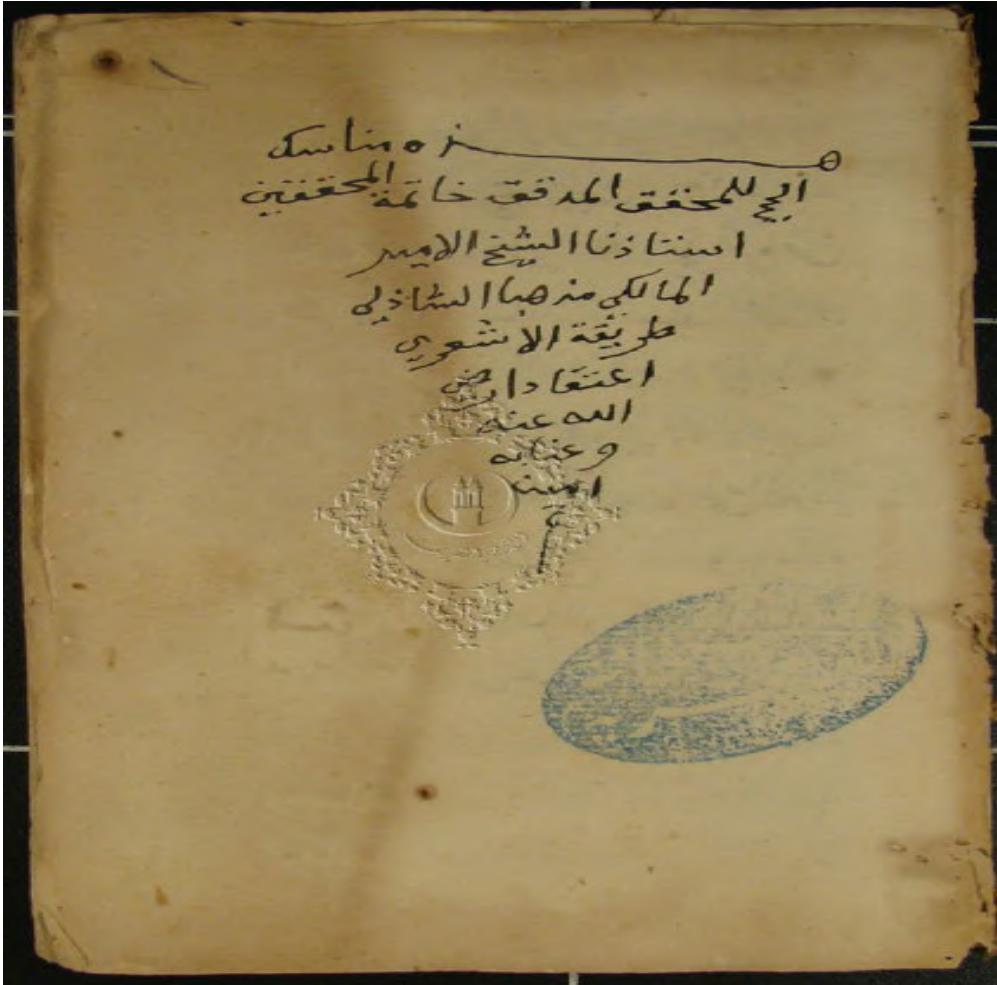 هذه مناسك
الحج للمحقق المدقق خاتمة المحققين
استاذنا الشيخ الامير
المالكي مذهبا الشاذلي
طريقة الاشعري
اعتقادا رضي
الله عنه
وعنا به
امين